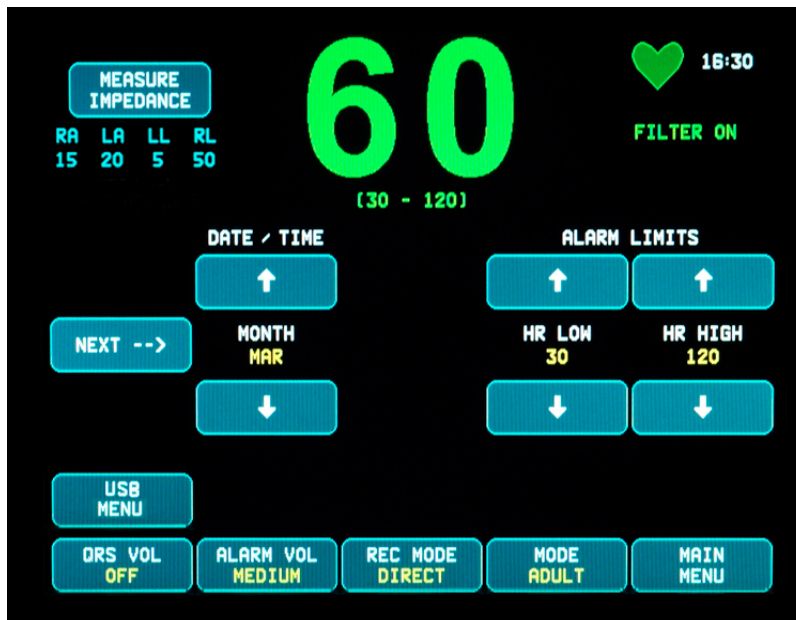 60
16:30
MEASURE
IMPEDANCE
FILTER ON
RA LA LL RL
15 20 5 50
(30 - 120)
DATE / TIME
ALARM LIMITS
NEXT -->
MONTH
MAR
HR LOW
30
HR HIGH
120
USB
MENU
QRS VOL
OFF
ALARM VOL
MEDIUM
REC MODE
DIRECT
MODE
ADULT
MAIN
MENU